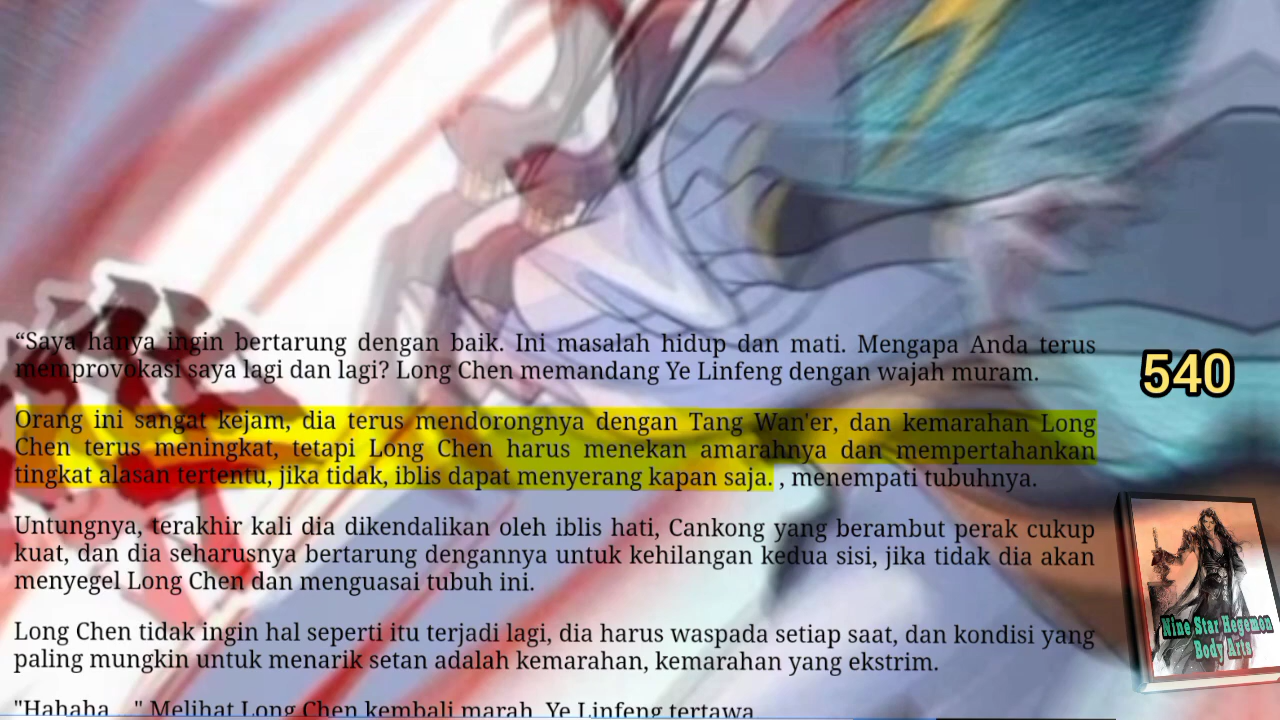 “Saya hanya ingin bertarung dengan baik. Ini masalah hidup dan mati. Mengapa Anda terus
memprovokasi saya lagi dan lagi? Long Chen memandang Ye Linfeng dengan wajah muram.
Orang ini sangat kejam, dia terus mendorongnya dengan Tang Wan'er, dan kemarahan Long
Chen terus meningkat, tetapi Long Chen harus menekan amarahnya dan mempertahankan
tingkat alasan tertentu, jika tidak, iblis dapat menyerang kapan saja. , menempati tubuhnya.
Untungnya, terakhir kali dia dikendalikan oleh iblis hati, Cankong yang berambut perak cukup
kuat, dan dia seharusnya bertarung dengannya untuk kehilangan kedua sisi, jika tidak dia akan
menyegel Long Chen dan menguasai tubuh ini.
Long Chen tidak ingin hal seperti itu terjadi lagi, dia harus waspada setiap saat, dan kondisi yang
paling mungkin untuk menarik setan adalah kemarahan, kemarahan yang ekstrim.
"Hahaha..." Melihat Long Chen kembali marah, Ye Linfeng tertawa
540
Nine Star Hegemon
Body Arts